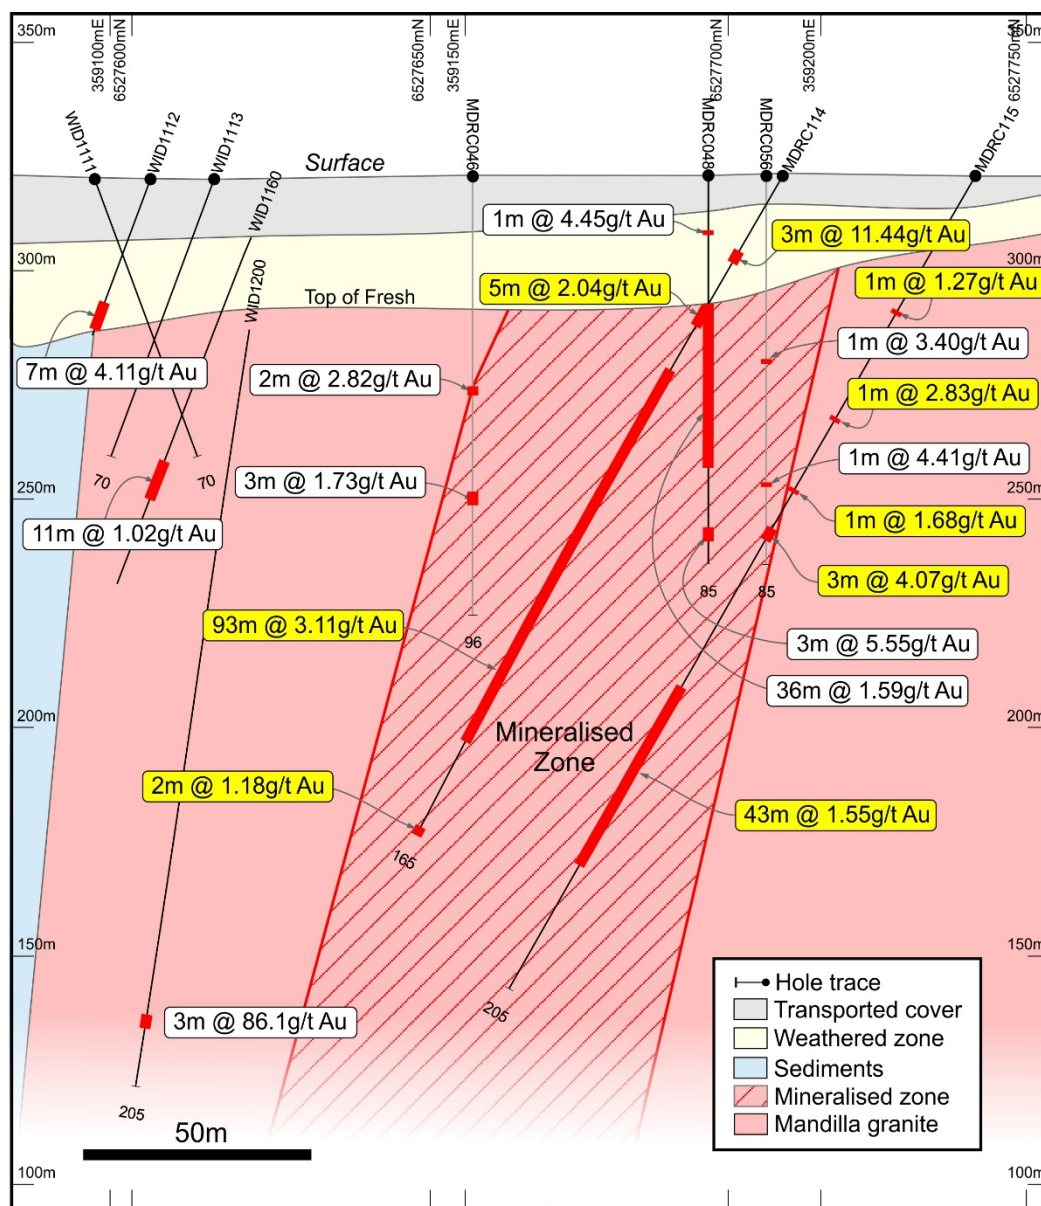 350m
359100mE
6527600mN
6527650mN
359150mE
6527700mN
359200mE
6527750mN
350m
WID1111
WID1112
WID1113
WID1160
WID1200
MDRC046
MDRC048
MDRC056
MDRC114
MDRC115
Surface
1m @ 4.45g/t Au
3m @ 11.44g/t Au
300m
300m
5m @ 2.04g/t Au
1m @ 1.27g/t Au
Top of Fresh
7m @ 4.11g/t Au
2m @ 2.82g/t Au
1m @ 3.40g/t Au
1m @ 2.83g/t Au
70
70
3m @ 1.73g/t Au
1m @ 4.41g/t Au
250m
250m
11m @ 1.02g/t Au
1m @ 1.68g/t Au
85
85
3m @ 4.07g/t Au
93m @ 3.11g/t Au
96
3m @ 5.55g/t Au
36m @ 1.59g/t Au
200m
200m
Mineralised
Zone
2m @ 1.18g/t Au
43m @ 1.55g/t Au
165
150m
150m
205
3m @ 86.1g/t Au
205
50m
Hole trace
Transported cover
Weathered zone
Sediments
Mineralised zone
Mandilla granite
100m
100m